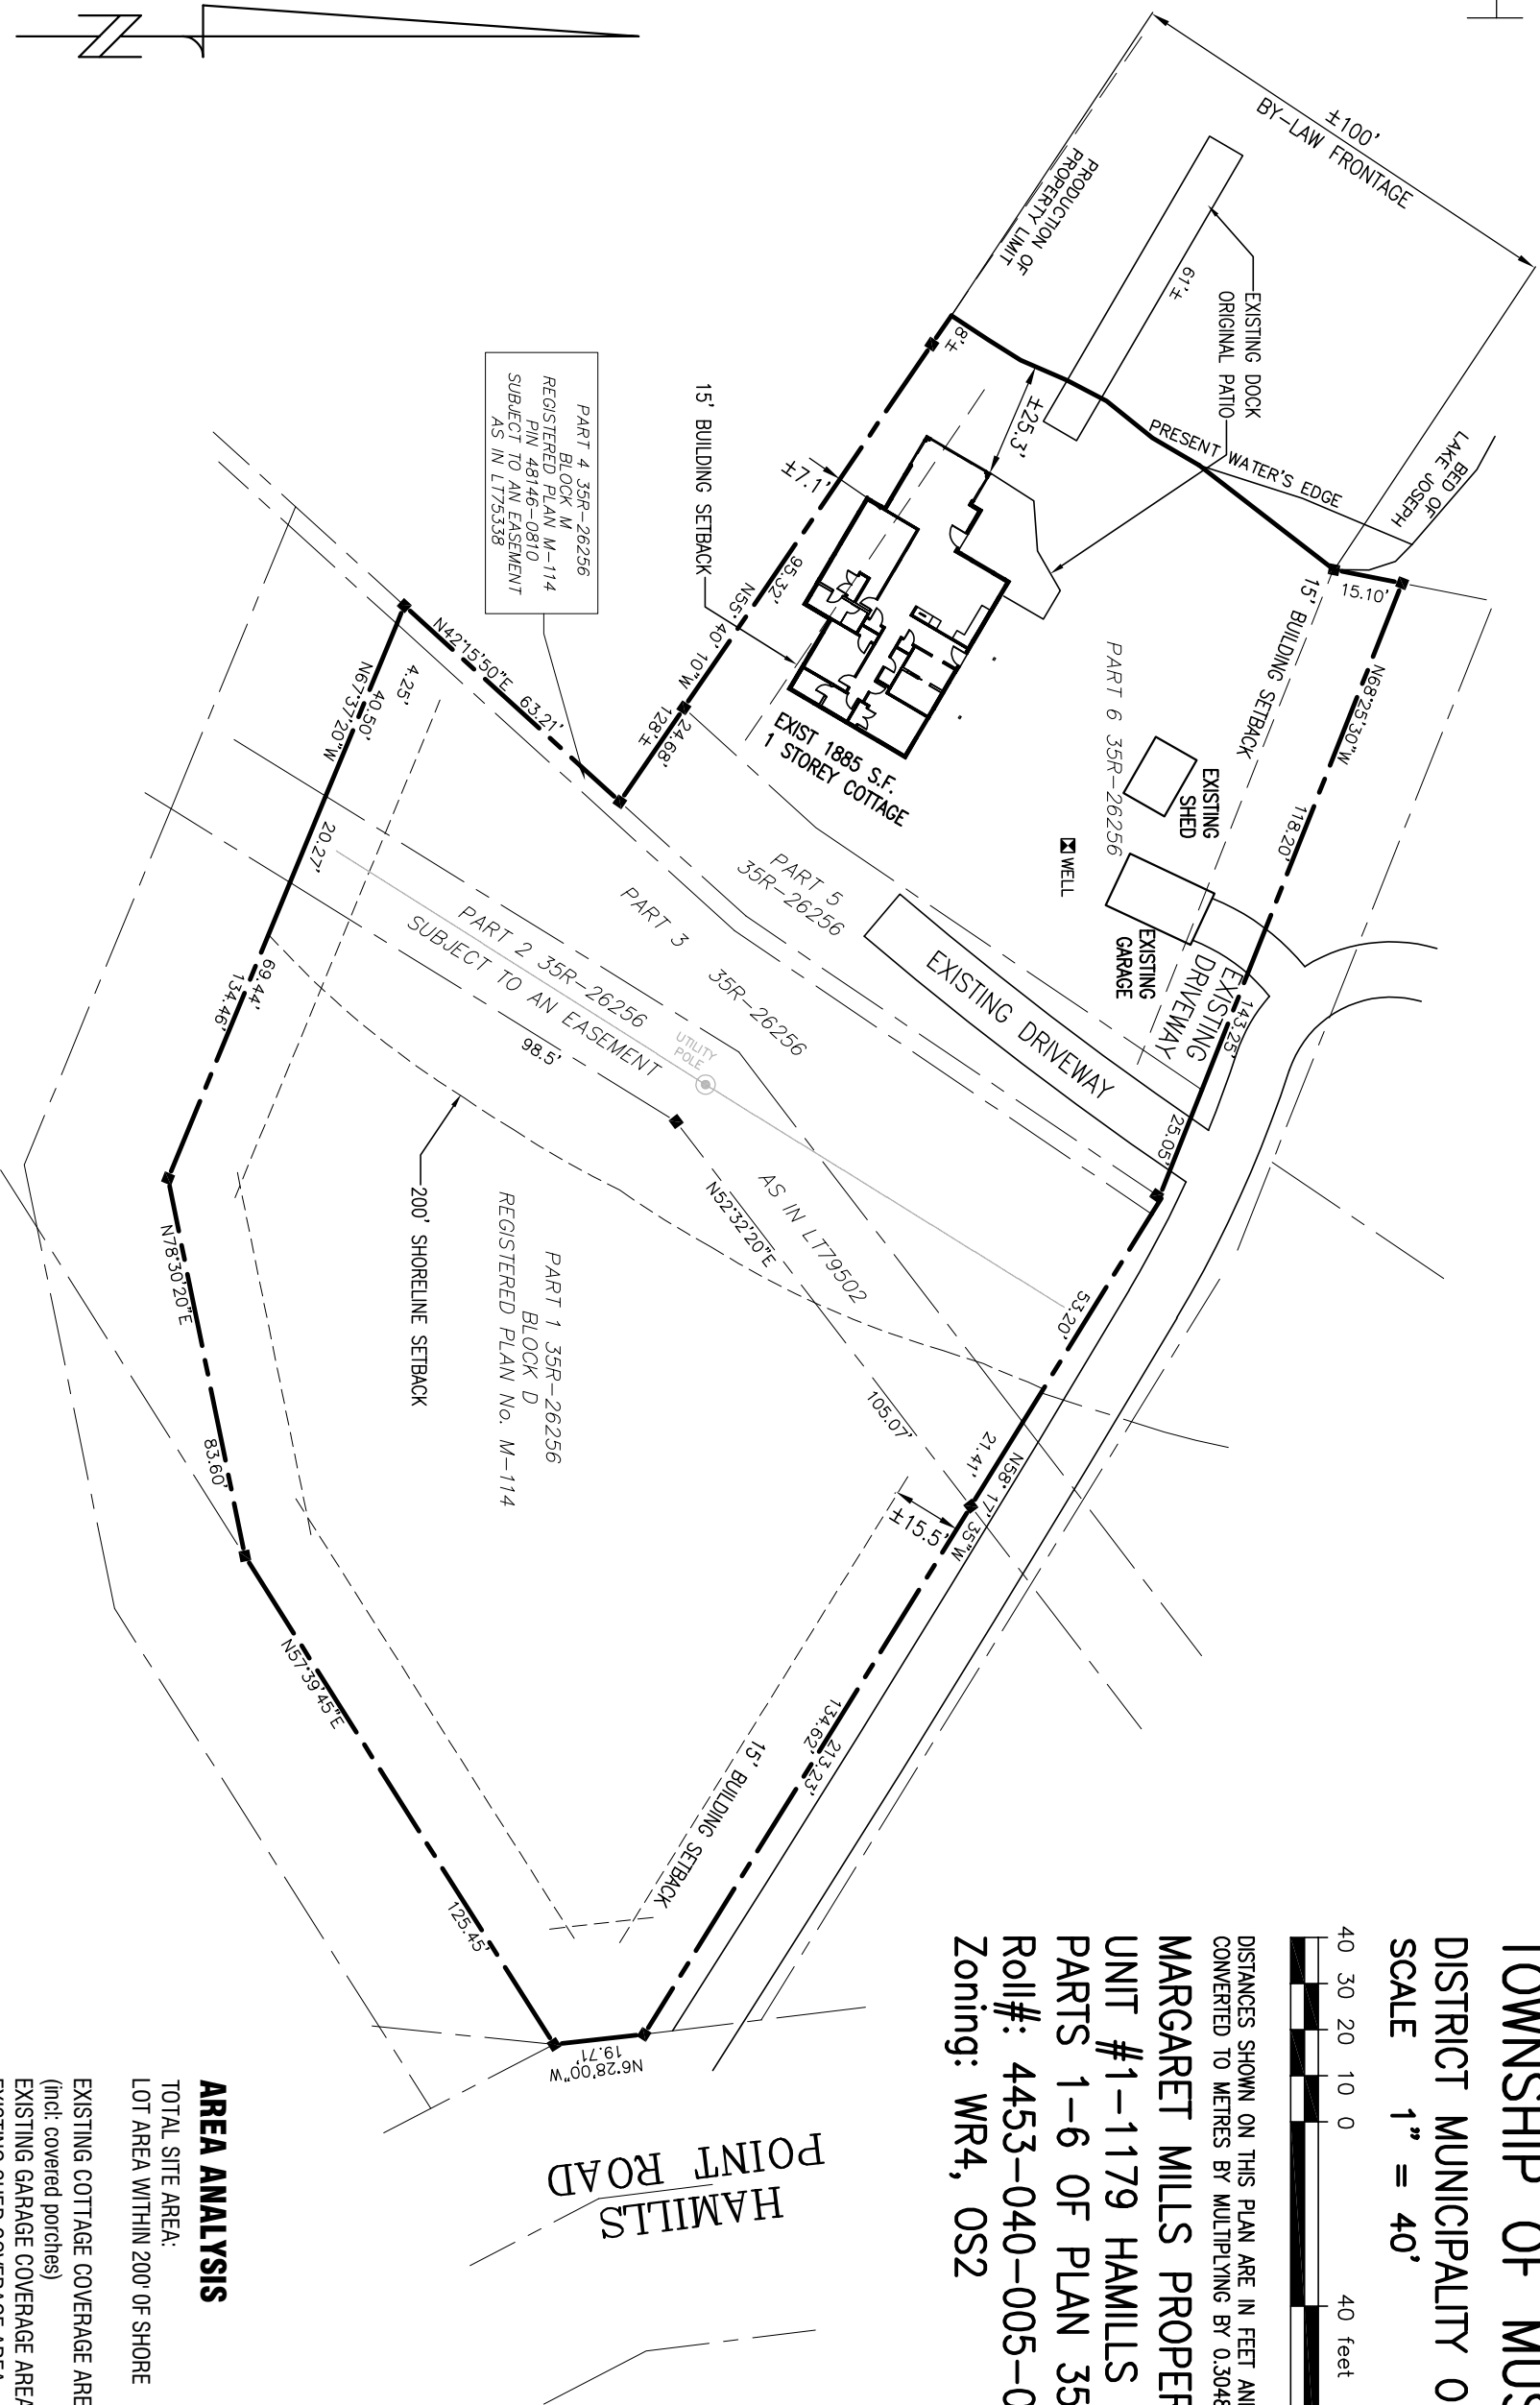 TOWNSHIP OF MUS
DISTRICT MUNICIPALITY O
SCALE 1" = 40'
40 30 20 10 0 40 feet
DISTANCES SHOWN ON THIS PLAN ARE IN FEET AN
CONVERTED TO METRES BY MULTIPLYING BY 0.3048
MARGARET MILLS PROPER
UNIT #1-1179 HAMILLS
PARTS 1-6 OF PLAN 35
Roll#: 4453-040-005-0
Zoning: WR4, OS2
±100'
BY-LAW FRONTAGE
PRODUCTION OF
PROPERTY LIMIT
61'±
EXISTING DOCK
ORIGINAL PATIO
BED OF
LAKE JOSEPH
PRESENT WATER'S EDGE
8'±
±25.3'
±7.1'
15.10'
15' BUILDING SETBACK
N68°25'30"W
118.20'
143.25'
25.05'
PART 6 35R-26256
EXISTING
SHED
EXISTING
GARAGE
WELL
EXISTING
DRIVEWAY
EXISTING DRIVEWAY
EXIST 1885 S.F.
1 STOREY COTTAGE
15' BUILDING SETBACK
95.32'
N55° 40' 10"W
24.68'
128'±
PART 4 35R-26256
BLOCK M
REGISTERED PLAN M-114
PIN 48146-0810
SUBJECT TO AN EASEMENT
AS IN LT75338
N42°15'50"E
63.21'
4.25'
40.50'
N67°37'20"W
20.27'
69.44'
134.46'
PART 5
35R-26256
PART 3 35R-26256
PART 2 35R-26256
SUBJECT TO AN EASEMENT
AS IN LT79502
UTILITY
POLE
98.5'
N52°32'20"E
105.07'
53.20'
21.41'
N58° 17' 35"W
±15.5'
134.62'
213.23'
15' BUILDING SETBACK
200' SHORELINE SETBACK
PART 1 35R-26256
BLOCK D
REGISTERED PLAN No. M-114
N78°30'20"E
83.60'
N57°39'45"E
125.45'
N6°28'00"W
19.71'
HAMILLS
POINT ROAD
AREA ANALYSIS
TOTAL SITE AREA:
LOT AREA WITHIN 200' OF SHORE
EXISTING COTTAGE COVERAGE ARE
(incl: covered porches)
EXISTING GARAGE COVERAGE AREA